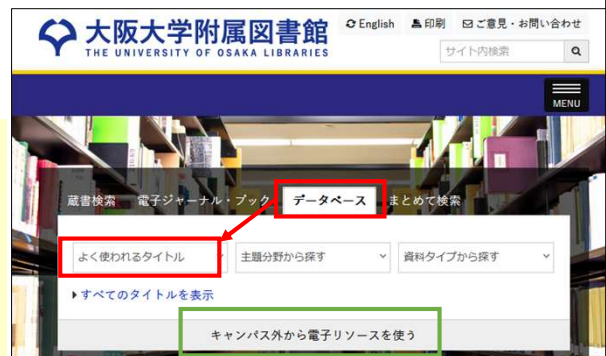 大阪大学附属図書館
THE UNIVERSITY OF OSAKA LIBRARIES
English 印刷 ご意見・お問い合わせ
サイト内検索
MENU
蔵書検索 電子ジャーナル・ブック データベース まとめて検索
よく使われるタイトル 主題分野から探す 資料タイプから探す
すべてのタイトルを表示
キャンパス外から電子リソースを使う